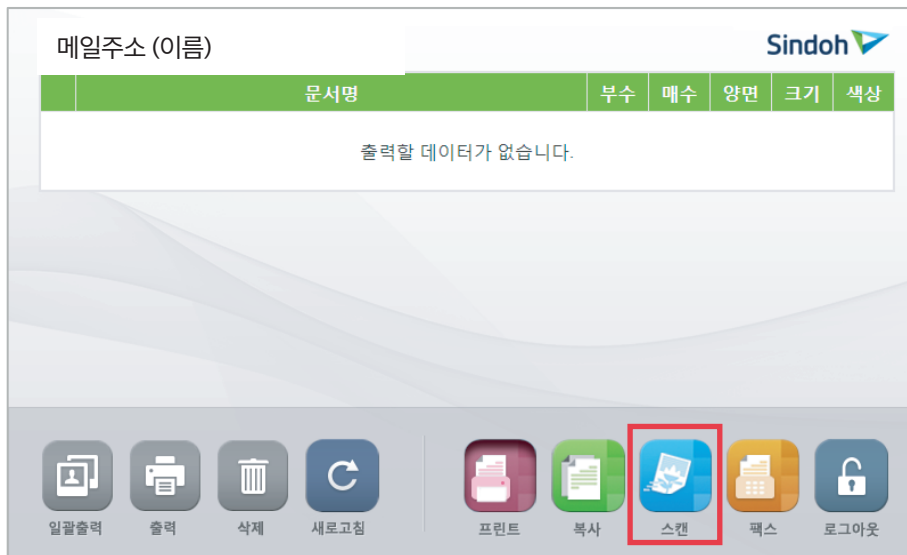 메일주소 (이름)
Sindoh
문서명 부수 매수 양면 크기 색상
출력할 데이터가 없습니다.
일괄출력 출력 삭제 새로고침 프린트 복사 스캔 팩스 로그아웃